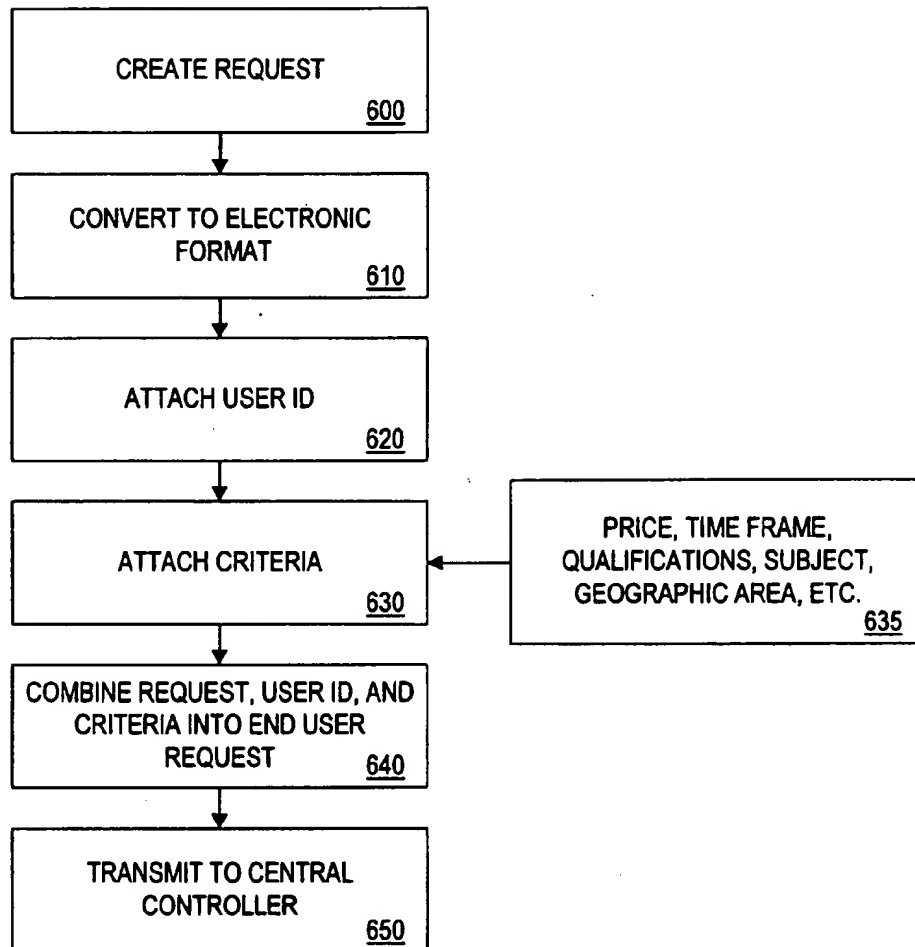 CREATE REQUEST
600
CONVERT TO ELECTRONIC
FORMAT
610
ATTACH USER ID
620
ATTACH CRITERIA
630
PRICE, TIME FRAME,
QUALIFICATIONS, SUBJECT,
GEOGRAPHIC AREA, ETC.
635
COMBINE REQUEST, USER ID, AND
CRITERIA INTO END USER
REQUEST
640
TRANSMIT TO CENTRAL
CONTROLLER
650